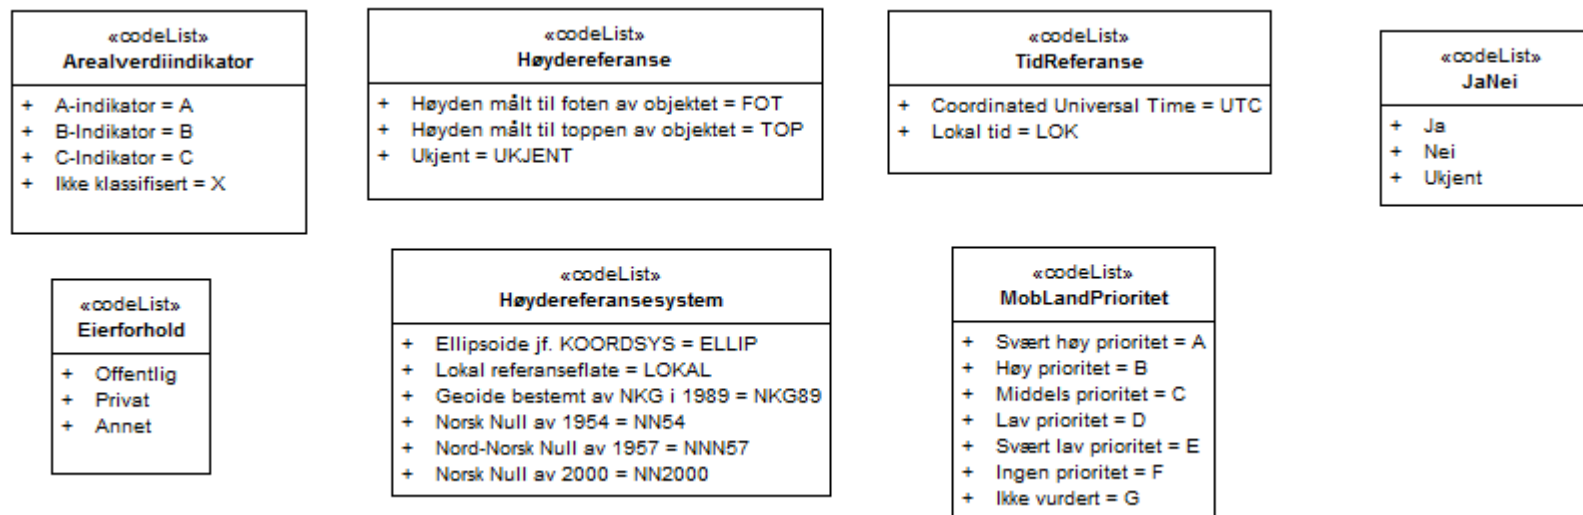 «codeList»
Arealverdiindikator
+ A-indikator = A
+ B-Indikator = B
+ C-Indikator = C
+ Ikke klassifisert = X
«codeList»
Høydereferanse
+ Høyden målt til foten av objektet = FOT
+ Høyden målt til toppen av objektet = TOP
+ Ukjent = UKJENT
«codeList»
TidReferanse
+ Coordinated Universal Time = UTC
+ Lokal tid = LOK
«codeList»
JaNei
+ Ja
+ Nei
+ Ukjent
«codeList»
Eierforhold
+ Offentlig
+ Privat
+ Annet
«codeList»
Høydereferansesystem
+ Ellipsoide jf. KOORDSYS = ELLIP
+ Lokal referanseflate = LOKAL
+ Geoide bestemt av NKG i 1989 = NKG89
+ Norsk Null av 1954 = NN54
+ Nord-Norsk Null av 1957 = NNN57
+ Norsk Null av 2000 = NN2000
«codeList»
MobLandPrioritet
+ Svært høy prioritet = A
+ Høy prioritet = B
+ Middels prioritet = C
+ Lav prioritet = D
+ Svært lav prioritet = E
+ Ingen prioritet = F
+ Ikke vurdert = G